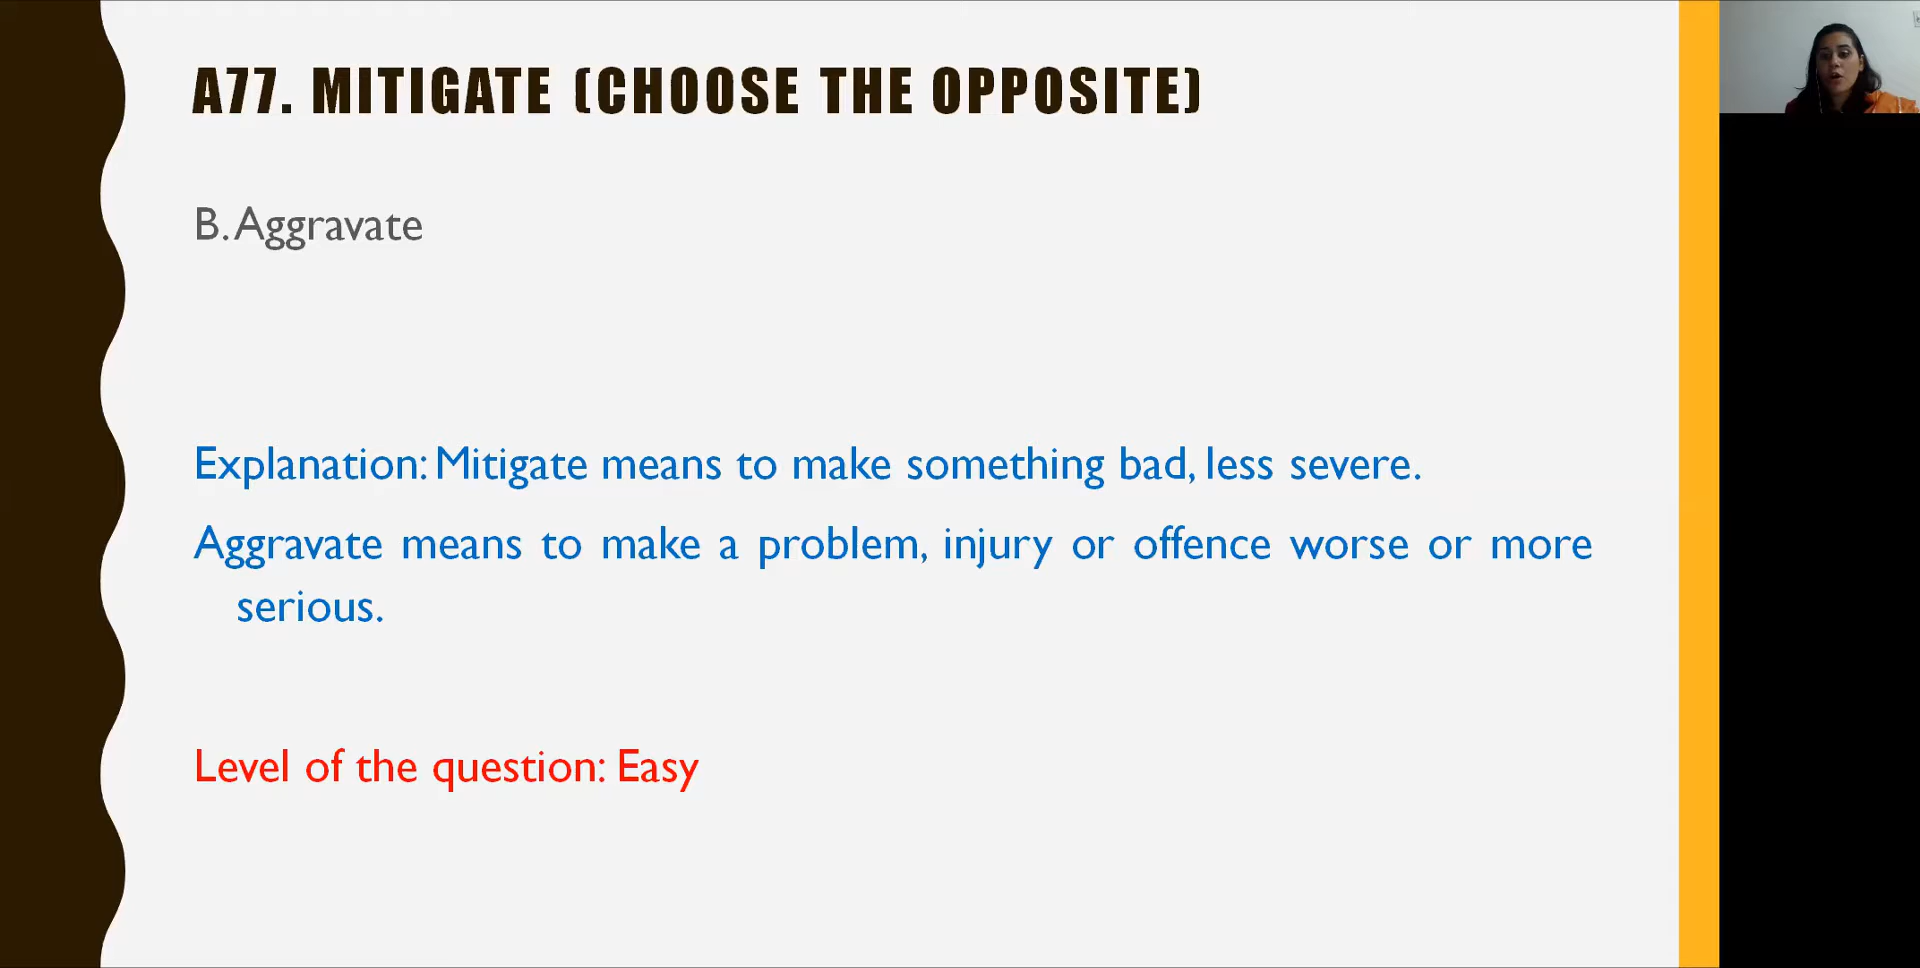 A77. MITIGATE (CHOOSE THE OPPOSITE)
B. Aggravate
Explanation: Mitigate means to make something bad, less severe.
Aggravate means to make a problem, injury or offence worse or more
serious.
Level of the question: Easy